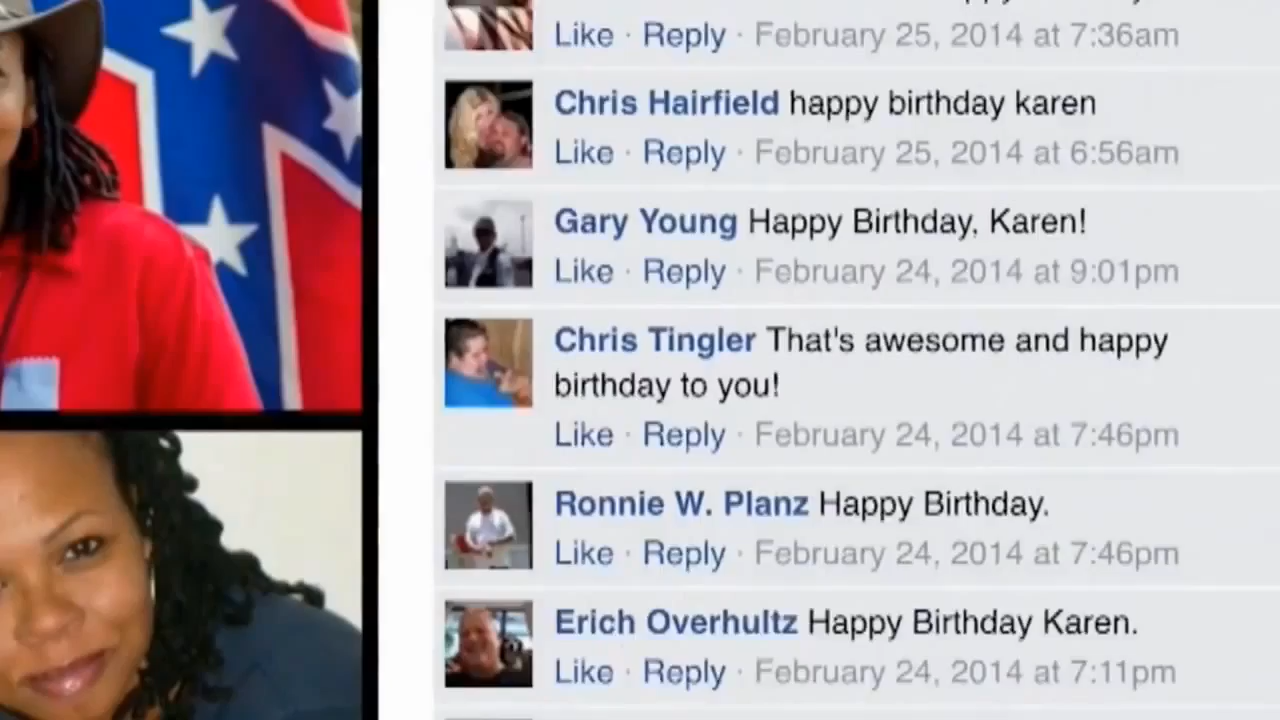 Like · Reply · February 25, 2014 at 7:36am
Chris Hairfield happy birthday karen
Like · Reply · February 25, 2014 at 6:56am
Gary Young Happy Birthday, Karen!
Like · Reply · February 24, 2014 at 9:01pm
Chris Tingler That's awesome and happy
birthday to you!
Like · Reply · February 24, 2014 at 7:46pm
Ronnie W. Planz Happy Birthday.
Like · Reply · February 24, 2014 at 7:46pm
Erich Overhultz Happy Birthday Karen.
Like · Reply · February 24, 2014 at 7:11pm